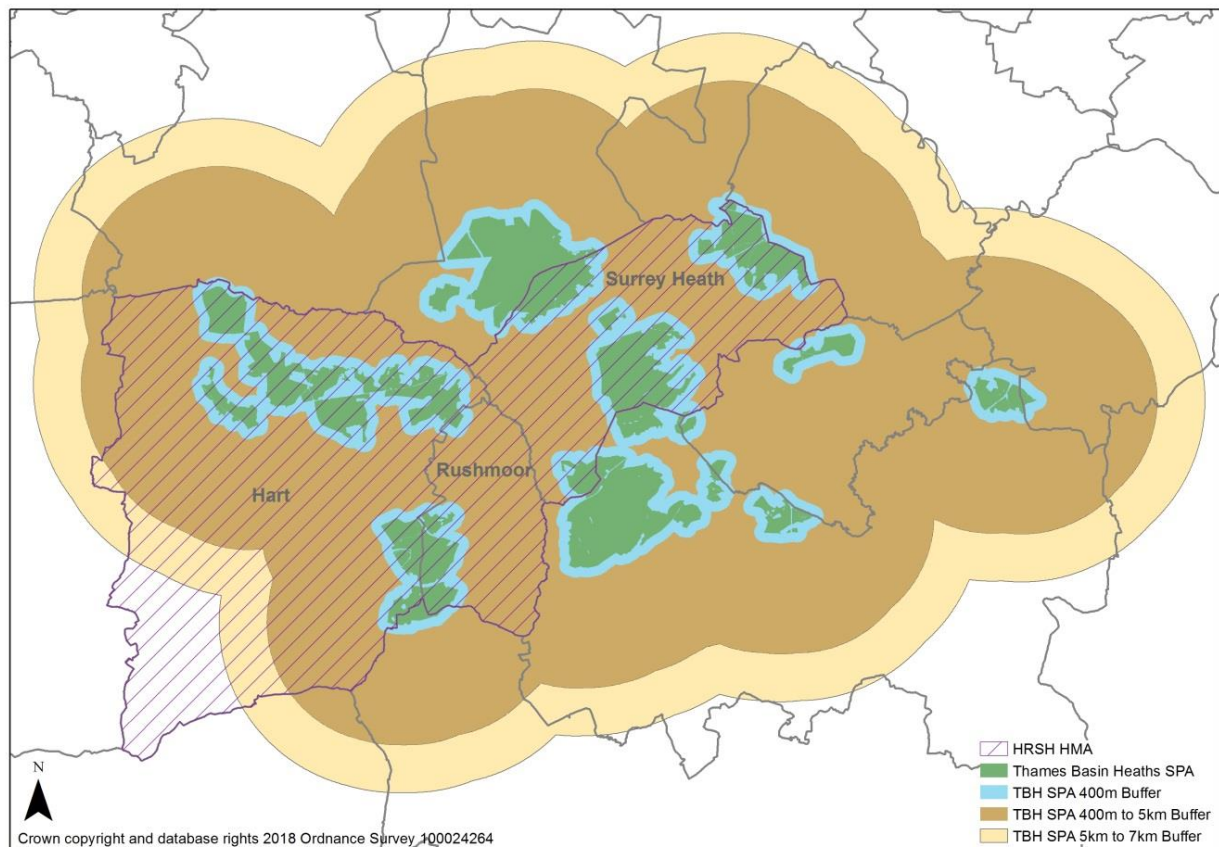 Surrey Heath
Rushmoor
Hart
HRSH HMA
Thames Basin Heaths SPA
TBH SPA 400m Buffer
TBH SPA 400m to 5km Buffer
TBH SPA 5km to 7km Buffer
N
Crown copyright and database rights 2018 Ordnance Survey 100024264